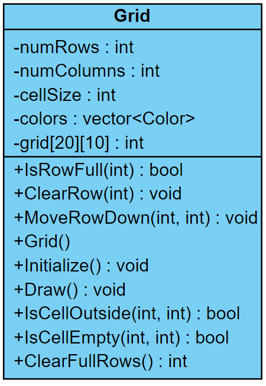 Grid
-numRows : int
-numColumns : int
-cellSize : int
-colors : vector<Color>
-grid[20][10] : int
+IsRowFull(int) : bool
+ClearRow(int) : void
+MoveRowDown(int, int) : void
+Grid()
+Initialize() : void
+Draw() : void
+IsCellOutside(int, int) : bool
+IsCellEmpty(int, int) : bool
+ClearFullRows() : int